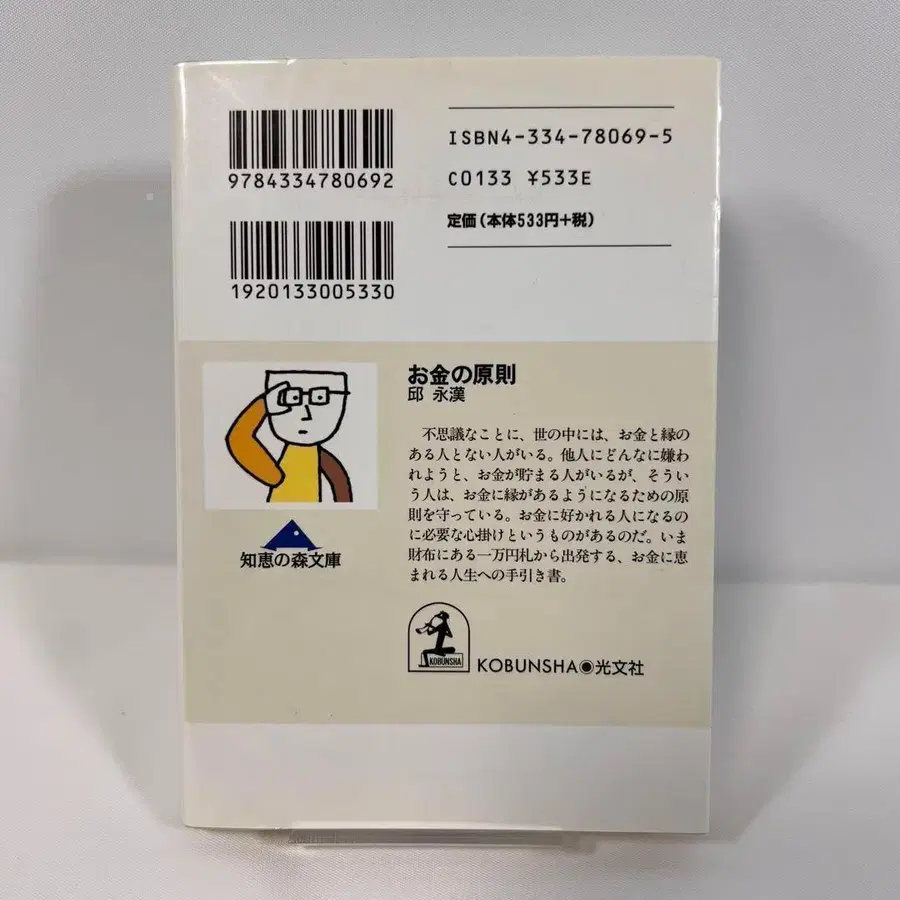 9784334780692
ISBN4-334-78069-5
C0133 ¥533E
定価(本体533円+税)
1920133005330
お金の原則
邱 永漢
不思議なことに、世の中には、お金と縁の
ある人とない人がいる。他人にどんなに嫌わ
れようと、お金が貯まる人がいるが、そうい
う人は、お金に縁があるようになるための原
則を守っている。お金に好かれる人になるの
に必要な心掛けというものがあるのだ。いま
財布にある一万円札から出発する、お金に恵
まれる人生への手引き書。
知恵の森文庫
KOBUNSHA
KOBUNSHA◉光文社